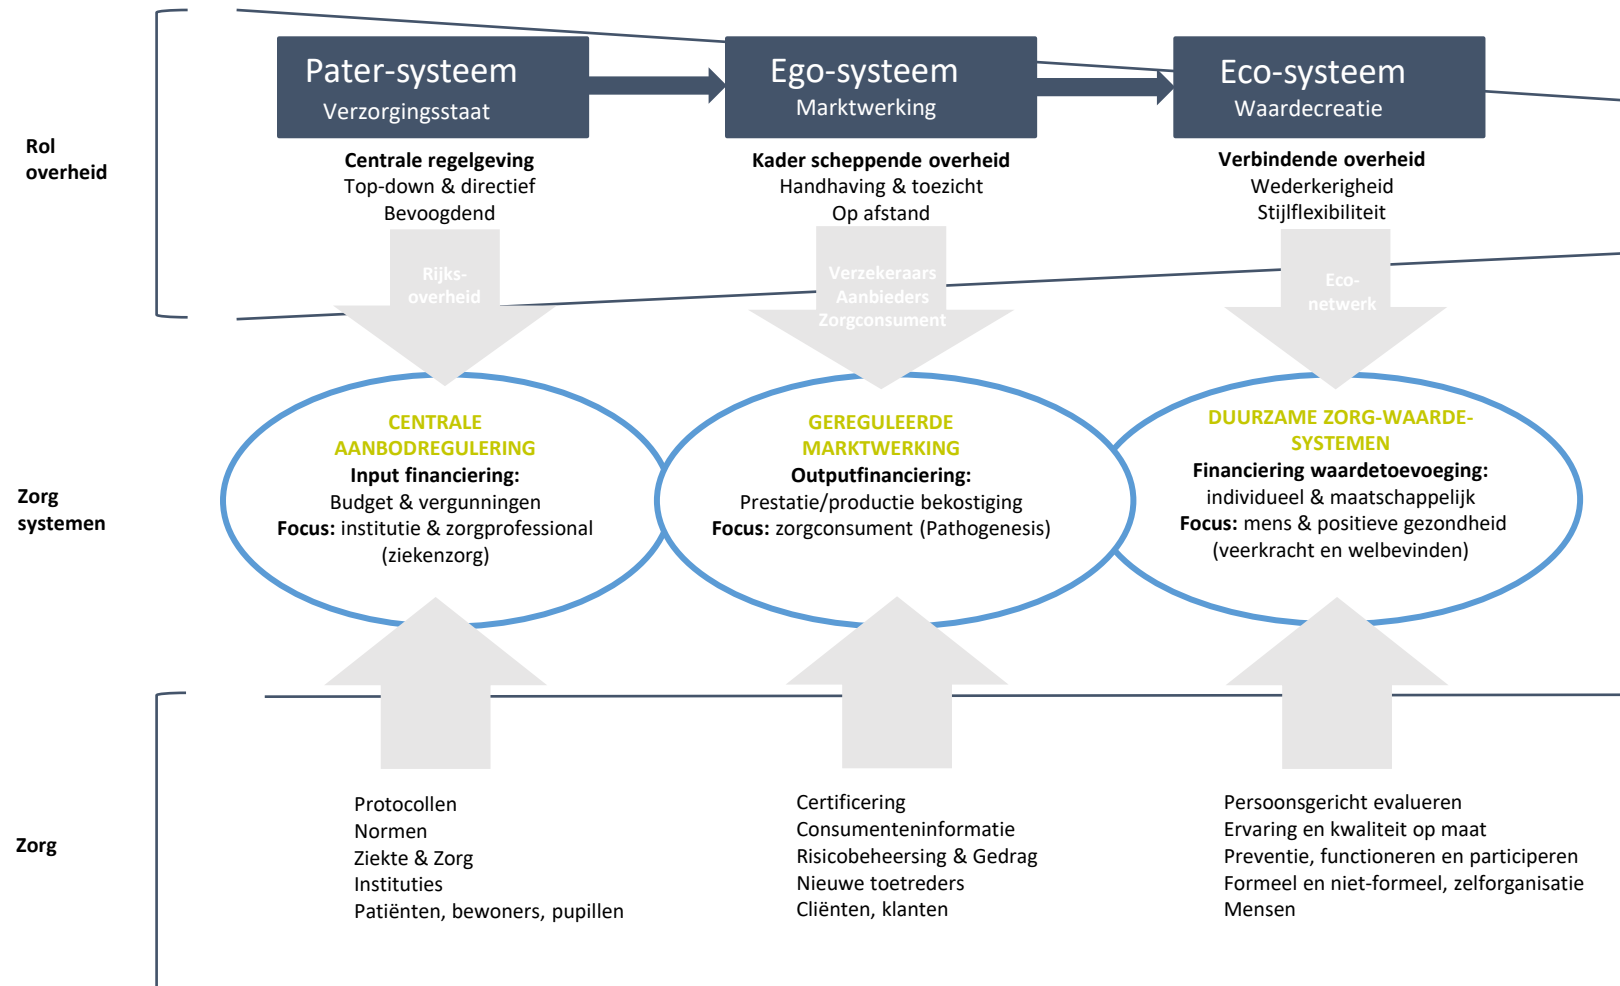 Rol
overheid
Pater-systeem
Verzorgingsstaat
Ego-systeem
Marktwerking
Eco-systeem
Waardecreatie
Centrale regelgeving
Top-down & directief
Bevoogdend
Kader scheppende overheid
Handhaving & toezicht
Op afstand
Verbindende overheid
Wederkerigheid
Stijlflexibiliteit
Rijks-
overheid
Verzekeraars
Aanbieders
Zorgconsument
Eco-
netwerk
Zorg
systemen
CENTRALE
AANBODREGULERING
Input financiering:
Budget & vergunningen
Focus: institutie & zorgprofessional
(ziekenzorg)
GEREGULEERDE
MARKTWERKING
Outputfinanciering:
Prestatie/productie bekostiging
Focus: zorgconsument (Pathogenesis)
DUURZAME ZORG-WAARDE-
SYSTEMEN
Financiering waardetoevoeging:
individueel & maatschappelijk
Focus: mens & positieve gezondheid
(veerkracht en welbevinden)
Zorg
Protocollen
Normen
Ziekte & Zorg
Instituties
Patiënten, bewoners, pupillen
Certificering
Consumenteninformatie
Risicobeheersing & Gedrag
Nieuwe toetreders
Cliënten, klanten
Persoonsgericht evalueren
Ervaring en kwaliteit op maat
Preventie, functioneren en participeren
Formeel en niet-formeel, zelforganisatie
Mensen